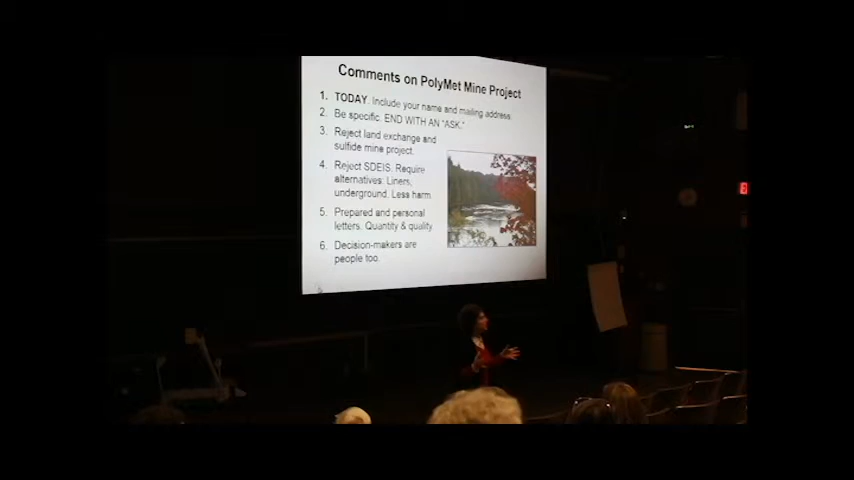 Comments on PolyMet Mine Project
1. TODAY. Include your name and mailing address.
2. Be specific. END WITH AN "ASK."
3. Reject land exchange and
sulfide mine project.
4. Reject SDEIS. Require
alternatives: Liners,
underground. Less harm.
5. Prepared and personal
letters. Quantity & quality
6. Decision-makers are
people too.